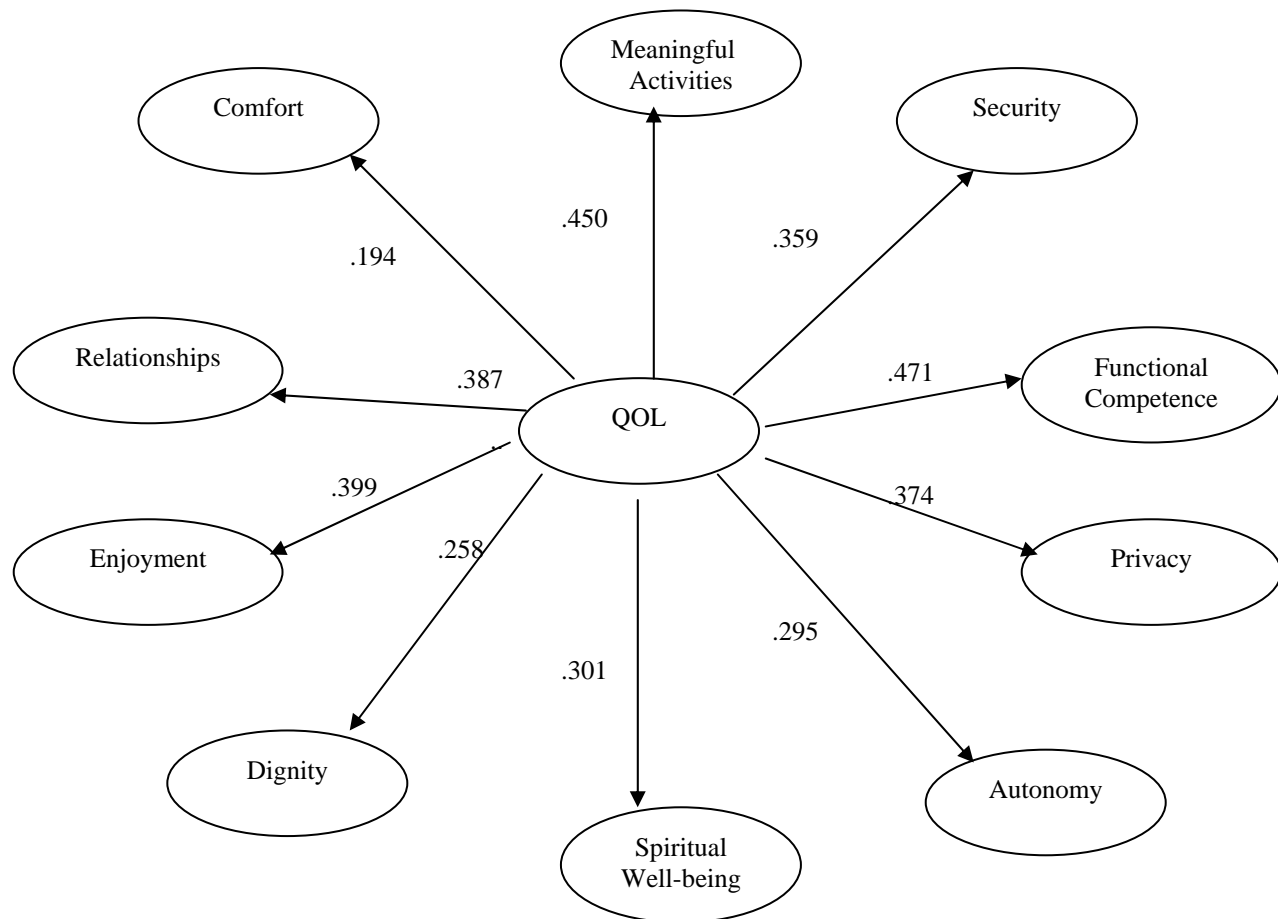 Meaningful
Activities
Comfort
Security
.450
.359
.194
Relationships
.387
.471
Functional
Competence
QOL
..
.399
.374
Enjoyment
.258
Privacy
.295
.301
Dignity
Autonomy
Spiritual
Well-being